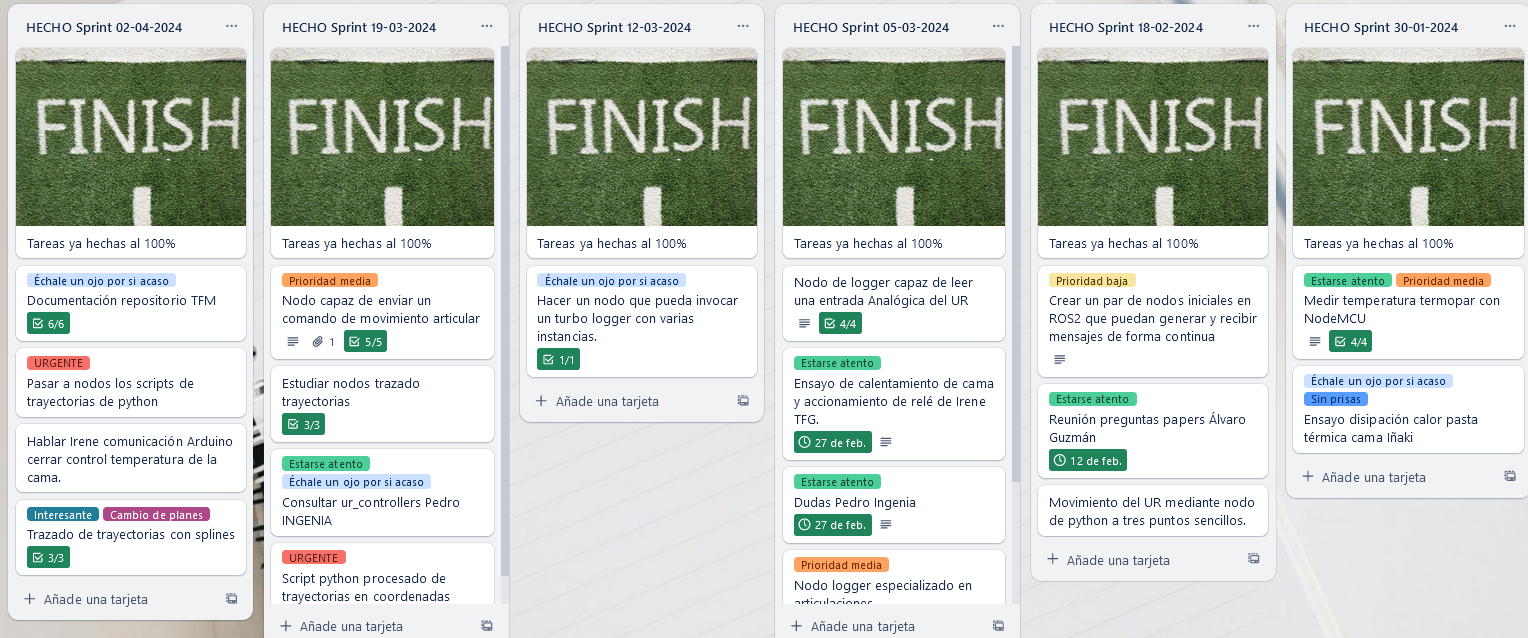 HECHO Sprint 02-04-2024
FINISH
Tareas ya hechas al 100%
Échale un ojo por si acaso
Documentación repositorio TFM
6/6
URGENTE
Pasar a nodos los scripts de
trayectorias de python
Hablar Irene comunicación Arduino
cerrar control temperatura de la
cama.
Interesante Cambio de planes
Trazado de trayectorias con splines
3/3
+ Añade una tarjeta
HECHO Sprint 19-03-2024
FINISH
Tareas ya hechas al 100%
Prioridad media
Nodo capaz de enviar un
comando de movimiento articular
1 5/5
Estudiar nodos trazado
trayectorias
3/3
Estarse atento
Échale un ojo por si acaso
Consultar ur_controllers Pedro
INGENIA
URGENTE
Script python procesado de
trayectorias en coordenadas
+ Añade una tarjeta
HECHO Sprint 12-03-2024
FINISH
Tareas ya hechas al 100%
Échale un ojo por si acaso
Hacer un nodo que pueda invocar
un turbo logger con varias
instancias.
1/1
+ Añade una tarjeta
HECHO Sprint 05-03-2024
FINISH
Tareas ya hechas al 100%
Nodo de logger capaz de leer
una entrada Analógica del UR
4/4
Estarse atento
Ensayo de calentamiento de cama
y accionamiento de relé de Irene
TFG.
27 de feb.
Estarse atento
Dudas Pedro Ingenia
27 de feb.
Prioridad media
Nodo logger especializado en
articulaciones
+ Añade una tarjeta
HECHO Sprint 18-02-2024
FINISH
Tareas ya hechas al 100%
Prioridad baja
Crear un par de nodos iniciales en
ROS2 que puedan generar y recibir
mensajes de forma continua
Estarse atento
Reunión preguntas papers Álvaro
Guzmán
12 de feb.
Movimiento del UR mediante nodo
de python a tres puntos sencillos.
+ Añade una tarjeta
HECHO Sprint 30-01-2024
FINISH
Tareas ya hechas al 100%
Estarse atento Prioridad media
Medir temperatura termopar con
NodeMCU
4/4
Échale un ojo por si acaso
Sin prisas
Ensayo disipación calor pasta
térmica cama Iñaki
+ Añade una tarjeta